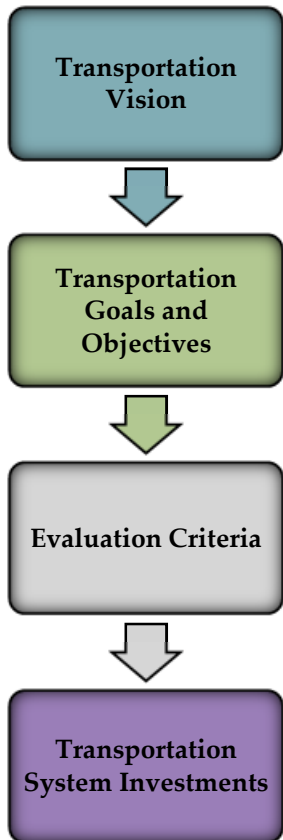 Transportation
Vision
Transportation
Goals and
Objectives
Evaluation Criteria
Transportation
System Investments